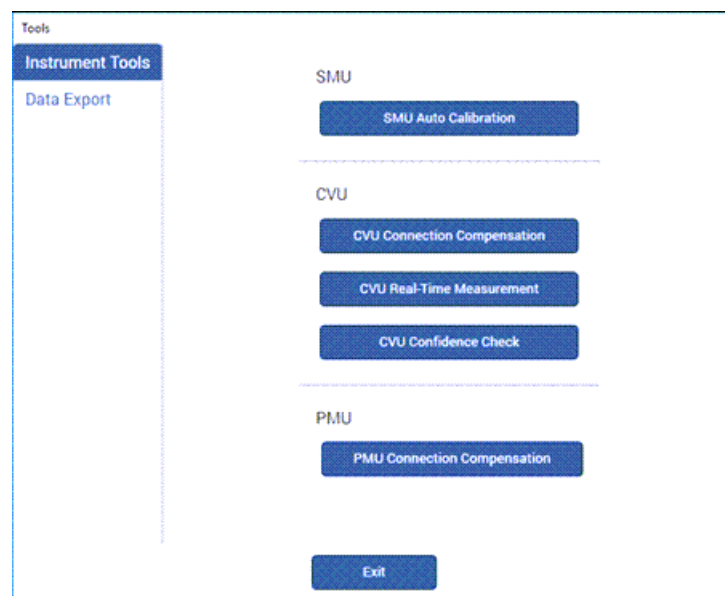 Tools
Instrument Tools
Data Export
SMU
SMU Auto Calibration
CVU
CVU Connection Compensation
CVU Real-Time Measurement
CVU Confidence Check
PMU
PMU Connection Compensation
Exit